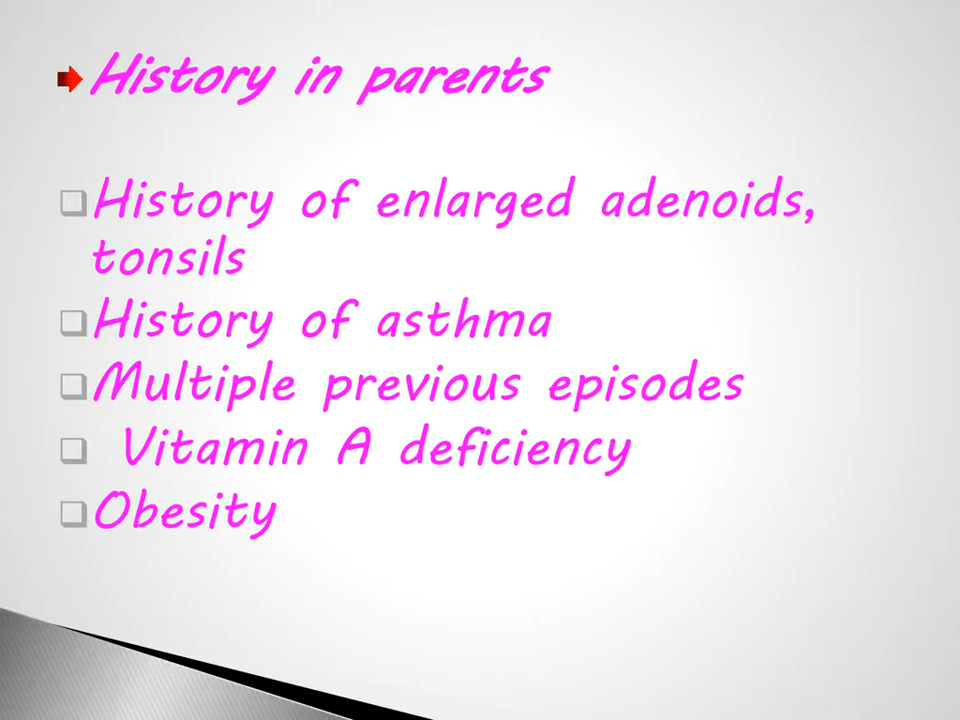 History in parents
History of enlarged adenoids,
tonsils
History of asthma
Multiple previous episodes
Vitamin A deficiency
Obesity